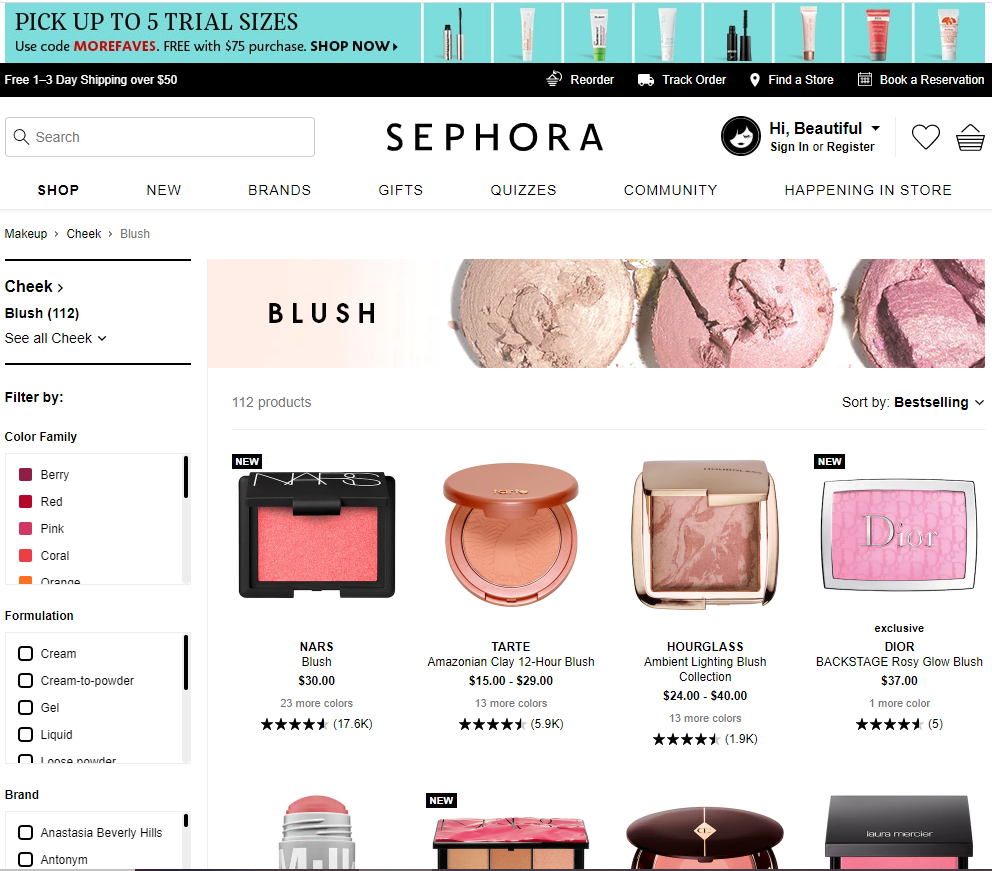 PICK UP TO 5 TRIAL SIZES
Use code MOREFAVES. FREE with $75 purchase. SHOP NOW
Free 1–3 Day Shipping over $50
Reorder
Track Order
Find a Store
Book a Reservation
Search
SEPHORA
Hi, Beautiful
Sign In or Register
SHOP
NEW
BRANDS
GIFTS
QUIZZES
COMMUNITY
HAPPENING IN STORE
Makeup › Cheek › Blush
Cheek ›
Blush (112)
See all Cheek
Filter by:
Color Family
Berry
Red
Pink
Coral
Orange
Formulation
Cream
Cream-to-powder
Gel
Liquid
Loose powder
Brand
Anastasia Beverly Hills
Antonym
BLUSH
112 products
Sort by: Bestselling
NEW
NARS
NARS
Blush
$30.00
23 more colors
(17.6K)
tarte
TARTE
Amazonian Clay 12-Hour Blush
$15.00 - $29.00
13 more colors
(5.9K)
HOURGLASS
HOURGLASS
Ambient Lighting Blush
Collection
$24.00 - $40.00
13 more colors
(1.9K)
NEW
Dior
exclusive
DIOR
BACKSTAGE Rosy Glow Blush
$37.00
1 more color
(5)
Milk
NEW
NARS
CT
laura mercier